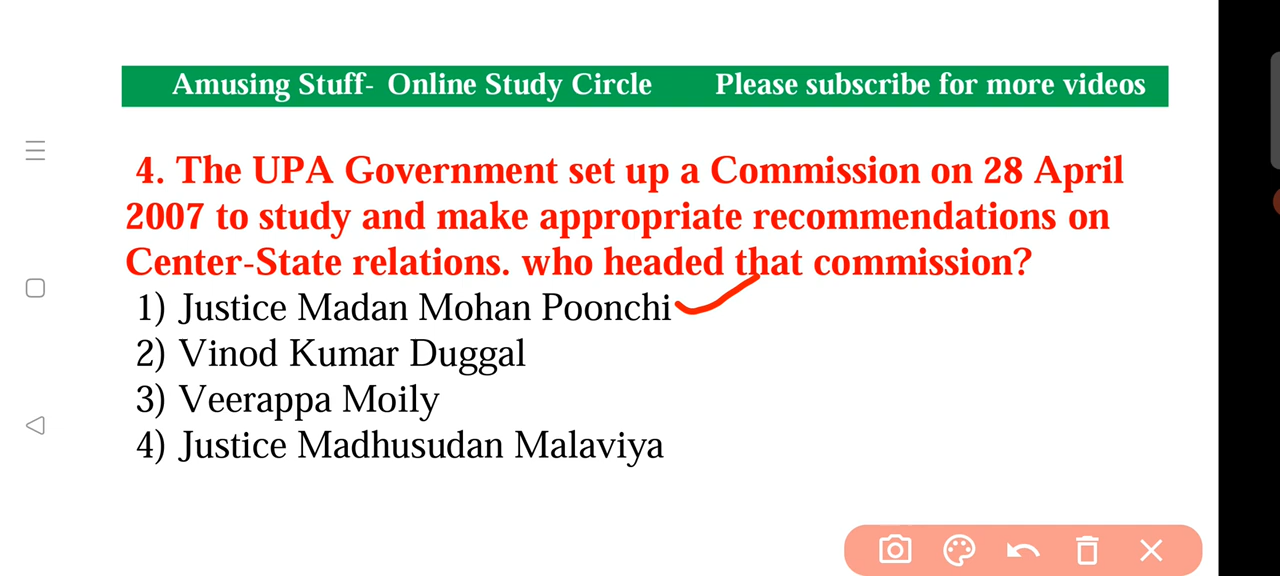 Amusing Stuff- Online Study Circle Please subscribe for more videos
4. The UPA Government set up a Commission on 28 April
2007 to study and make appropriate recommendations on
Center-State relations. who headed that commission?
1) Justice Madan Mohan Poonchi
2) Vinod Kumar Duggal
3) Veerappa Moily
4) Justice Madhusudan Malaviya